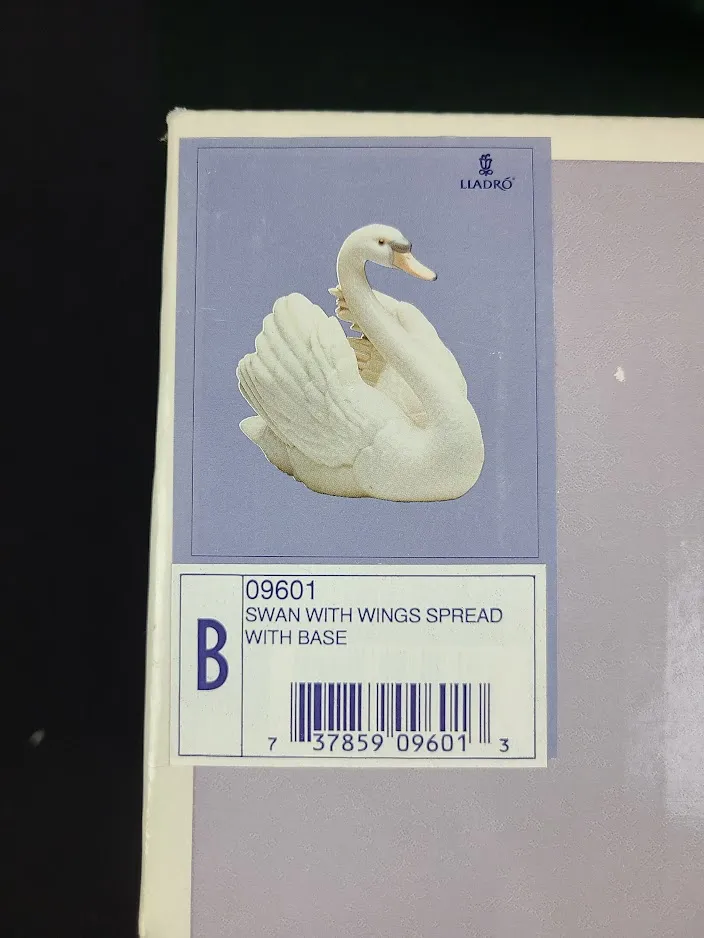 LLADRÓ®
B
09601
SWAN WITH WINGS SPREAD
WITH BASE
7 37859 09601 3